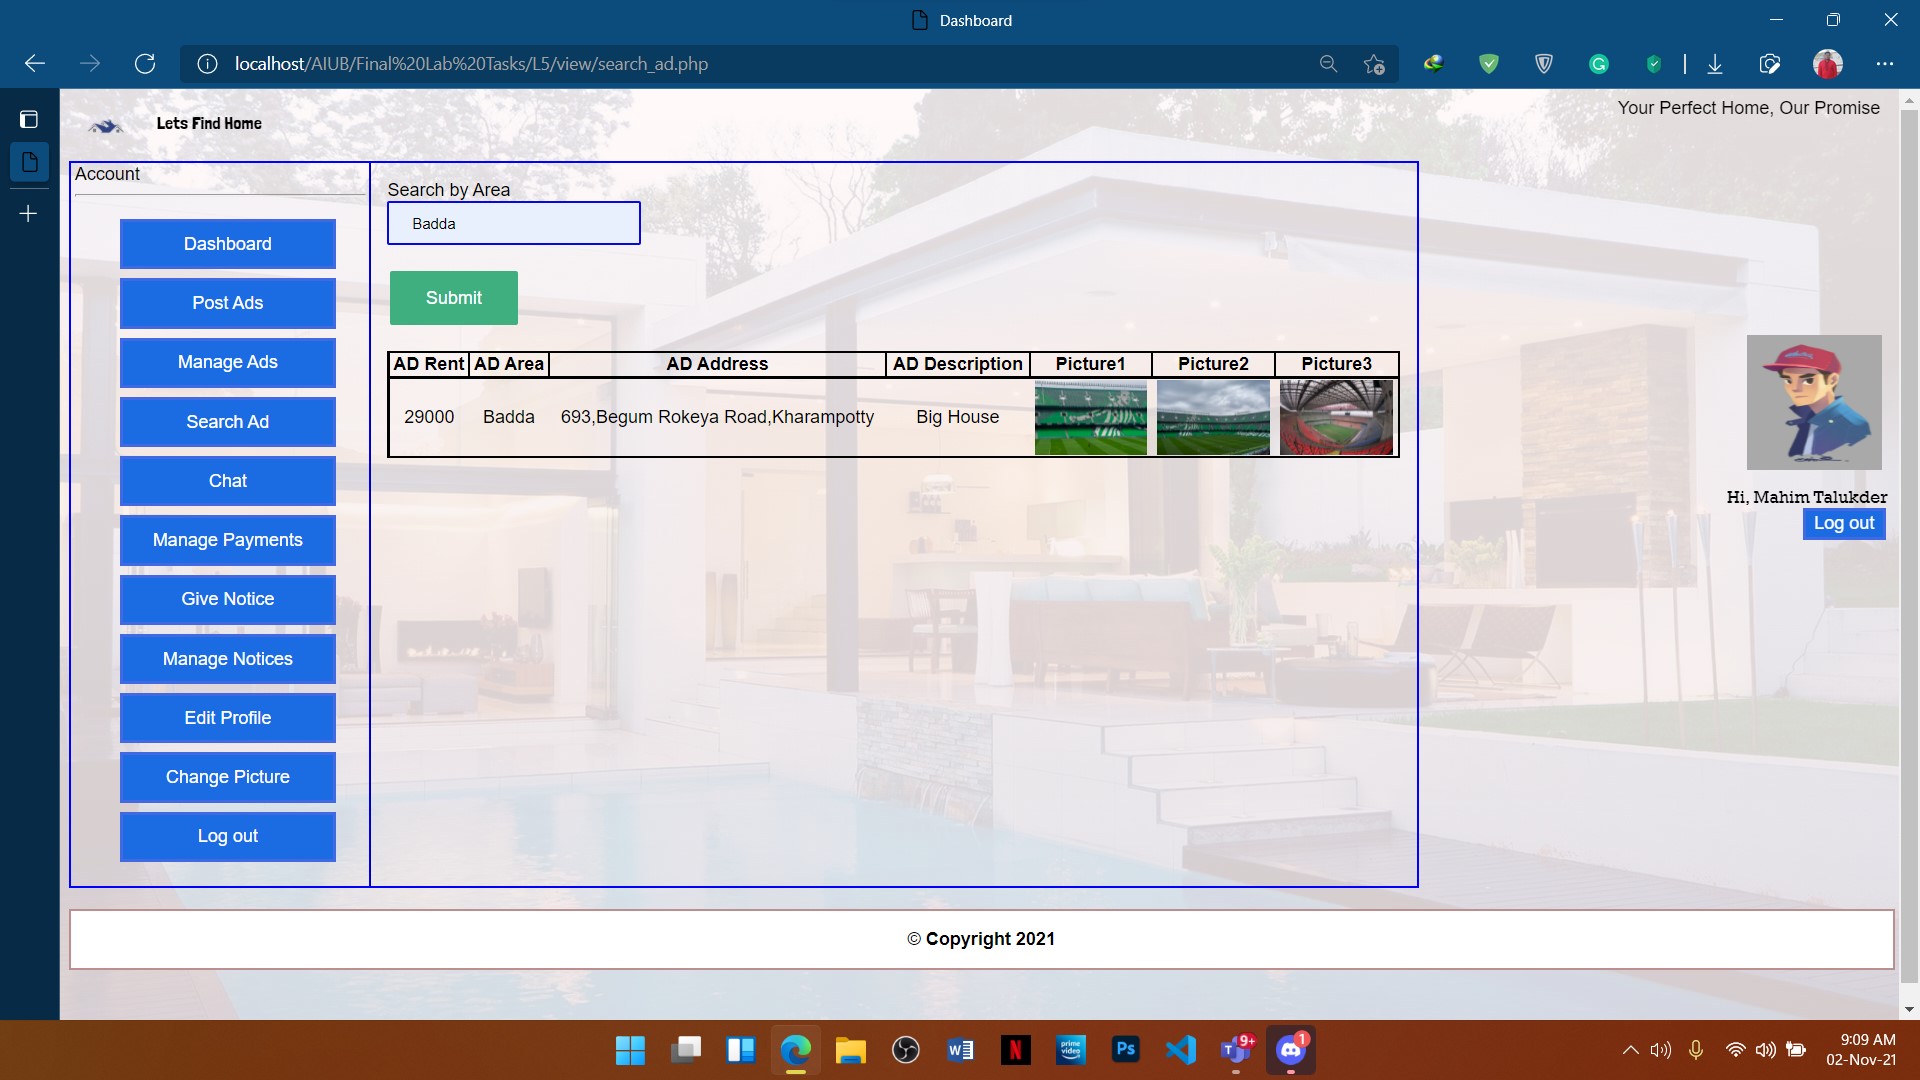 Dashboard
localhost/AIUB/Final%20Lab%20Tasks/L5/view/search_ad.php
Lets Find Home
Your Perfect Home, Our Promise
Account
Dashboard
Post Ads
Manage Ads
Search Ad
Chat
Manage Payments
Give Notice
Manage Notices
Edit Profile
Change Picture
Log out
Search by Area
Badda
Submit
AD Rent AD Area AD Address AD Description Picture1 Picture2 Picture3
29000 Badda 693,Begum Rokeya Road,Kharampotty Big House
Hi, Mahim Talukder
Log out
© Copyright 2021
W
N
prime video
Ps
T
9+
1
9:09 AM
02-Nov-21